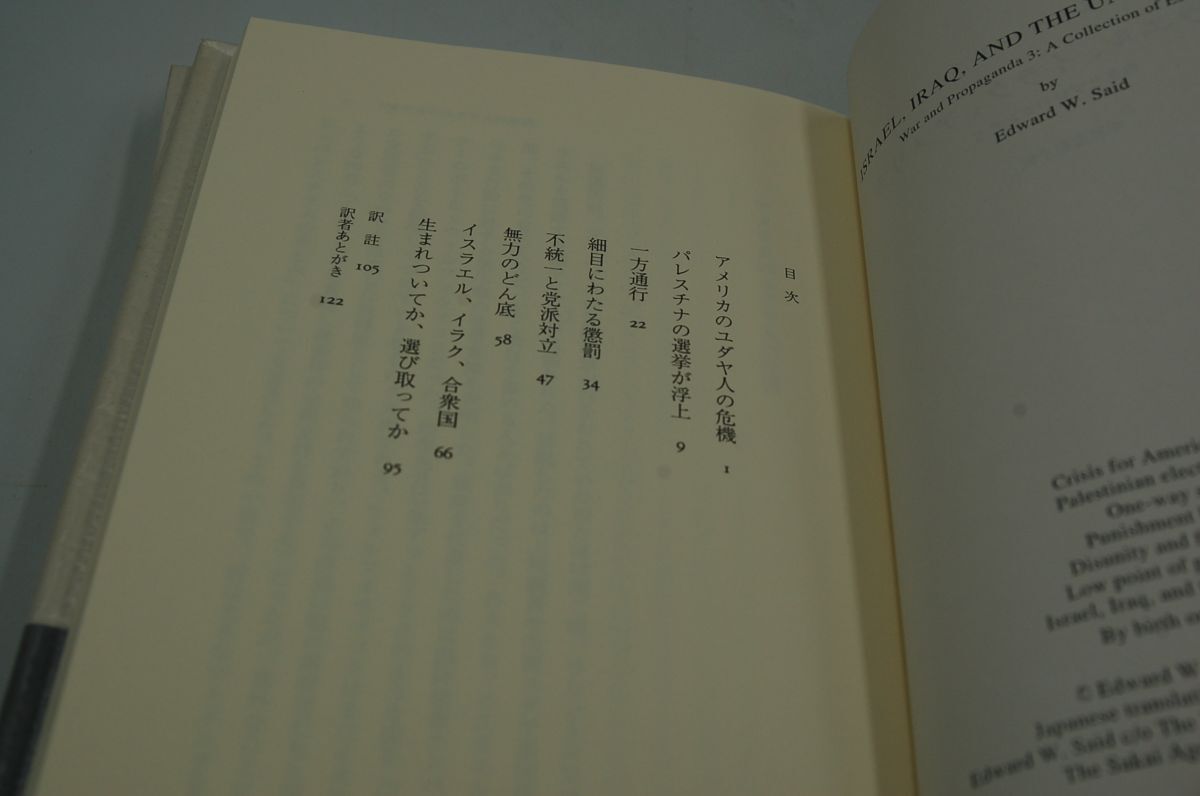 目次
アメリカのユダヤ人の危機 1
パレスチナの選挙が浮上 9
一方通行 22
細目にわたる懲罰 34
不統一と党派対立 47
無力のどん底 58
イスラエル、イラク、合衆国 66
生まれついてか、選び取ってか 95
訳註 105
訳者あとがき 122
ISRAEL, IRAQ, AND THE
War and Propaganda 3: A Collection of
by
Edward W. Said
Crisis for
Palestinian
One-way
Punishment
Disunity and
Low point of
Israel, Iraq, and
By birth
© Edward W.
Japanese
Edward W. Said c/o The
The Sakai